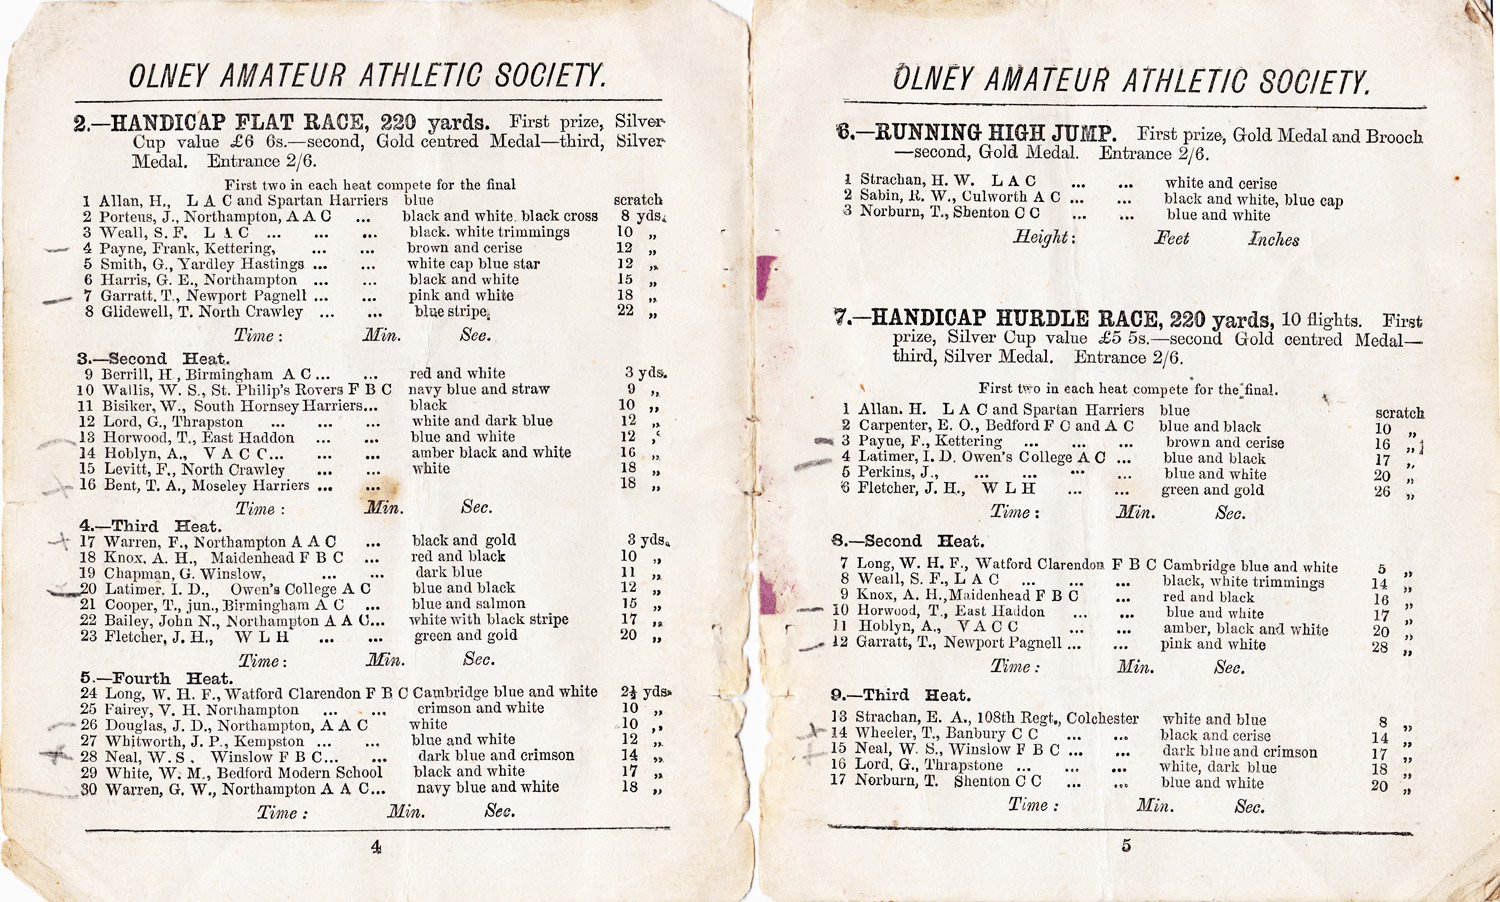 OLNEY AMATEUR ATHLETIC SOCIETY.
2.—HANDICAP FLAT RACE, 220 yards. First prize, Silver
Cup value £6 6s.—second, Gold centred Medal—third, Silver
Medal. Entrance 2/6.
First two in each heat compete for the final
1 Allan, H., L A C and Spartan Harriers blue scratch
2 Porteus, J., Northampton, A A C ... black and white, black cross 8 yds.
3 Weall, S. F. L A C ... ... ... black. white trimmings 10 „
4 Payne, Frank, Kettering, ... ... brown and cerise 12 „
5 Smith, G., Yardley Hastings ... ... white cap blue star 12 „
6 Harris, G. E., Northampton ... ... black and white 15 „
7 Garratt. T., Newport Pagnell ... ... pink and white 18 „
8 Glidewell, T. North Crawley ... ... blue stripe. 22 „
Time : Min. Sec.
3.—Second Heat.
9 Berrill, H., Birmingham A C ... ... red and white 3 yds.
10 Wallis, W. S., St. Philip's Rovers F B C navy blue and straw 9 „
11 Bisiker, W., South Hornsey Harriers... black 10 „
12 Lord, G., Thrapston ... ... ... white and dark blue 12 „
13 Horwood, T., East Haddon ... ... blue and white 12 „
14 Hoblyn, A., V A C C... ... ... amber black and white 16 „
15 Levitt, F., North Crawley ... ... white 18 „
16 Bent, T. A., Moseley Harriers ... ... 18 „
Time : Min. Sec.
4.—Third Heat.
17 Warren, F., Northampton A A C ... black and gold 3 yds.
18 Knox, A. H., Maidenhead F B C ... red and black 10 „
19 Chapman, G. Winslow, ... ... dark blue 11 „
20 Latimer, I. D., Owen's College A C blue and black 12 „
21 Cooper, T., jun., Birmingham A C ... blue and salmon 15 „
22 Bailey, John N., Northampton A A C... white with black stripe 17 „
23 Fletcher, J. H., W L H ... ... green and gold 20 „
Time : Min. Sec.
5.—Fourth Heat.
24 Long, W. H. F., Watford Clarendon F B C Cambridge blue and white 2½ yds.
25 Fairey, V. H. Northampton ... ... crimson and white 10 „
26 Douglas, J. D., Northampton, A A C white 10 „
27 Whitworth, J. P., Kempston ... ... blue and white 12 „
28 Neal, W. S. Winslow F B C... ... dark blue and crimson 14 „
29 White, W. M., Bedford Modern School black and white 17 „
30 Warren, G. W., Northampton A A C... navy blue and white 18 „
Time : Min. Sec.
4
OLNEY AMATEUR ATHLETIC SOCIETY.
6.—RUNNING HIGH JUMP. First prize, Gold Medal and Brooch
—second, Gold Medal. Entrance 2/6.
1 Strachan, H. W. L A C ... ... white and cerise
2 Sabin, R. W., Culworth A C ... ... black and white, blue cap
3 Norburn, T., Shenton C C ... ... blue and white
Height : Feet Inches
7.—HANDICAP HURDLE RACE, 220 yards, 10 flights. First
prize, Silver Cup value £5 5s.—second Gold centred Medal—
third, Silver Medal. Entrance 2/6.
First two in each heat compete for the final.
1 Allan. H. L A C and Spartan Harriers blue scratch
2 Carpenter, E. O., Bedford F C and A C blue and black 10 „
3 Payne, F., Kettering ... ... ... brown and cerise 16 „
4 Latimer, I. D. Owen's College A C ... blue and black 17 „
5 Perkins, J., ... ... ... ... blue and white 20 „
6 Fletcher, J. H., W L H ... ... green and gold 26 „
Time : Min. Sec.
8.—Second Heat.
7 Long, W. H. F., Watford Clarendon F B C Cambridge blue and white 5 „
8 Weall, S. F., L A C ... ... ... black, white trimmings 14 „
9 Knox, A. H., Maidenhead F B C ... red and black 16 „
10 Horwood, T., East Haddon ... ... blue and white 17 „
11 Hoblyn, A., V A C C ... ... amber, black and white 20 „
12 Garratt, T., Newport Pagnell ... ... pink and white 28 „
Time : Min. Sec.
9.—Third Heat.
13 Strachan, E. A., 108th Regt., Colchester white and blue 8 „
14 Wheeler, T., Banbury C C ... ... black and cerise 14 „
15 Neal, W. S., Winslow F B C ... ... dark blue and crimson 17 „
16 Lord, G., Thrapstone ... ... ... white, dark blue 18 „
17 Norburn, T. Shenton C C ... ... blue and white 20 „
Time : Min. Sec.
5